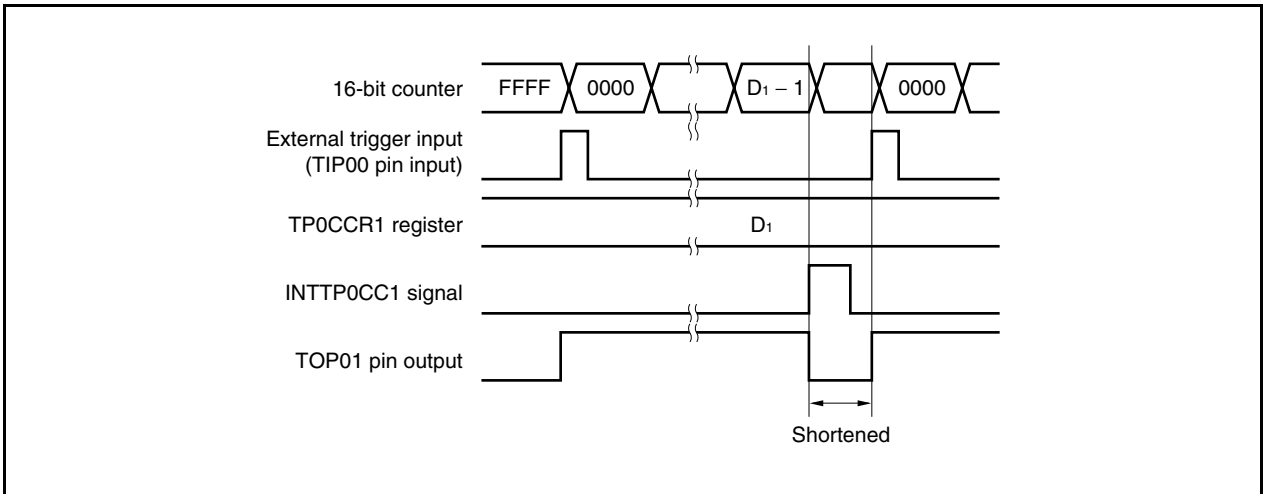 16-bit counter FFFF 0000 D₁ – 1 0000
External trigger input
(TIP00 pin input)
TP0CCR1 register D₁
INTTP0CC1 signal
TOP01 pin output
Shortened